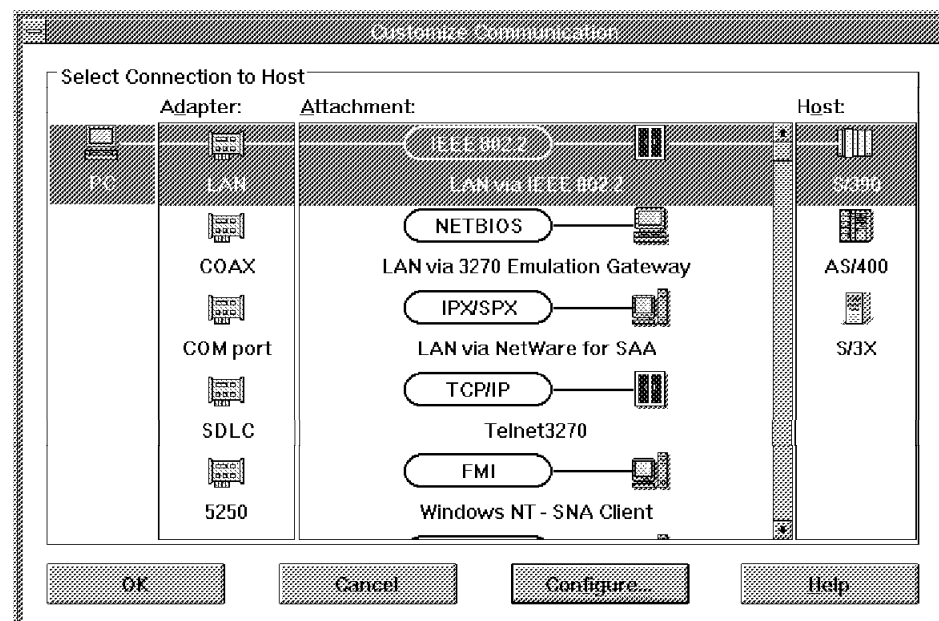 Customize Communication
Select Connection to Host
Adapter: Attachment: Host:
IEEE 802.2
PC LAN LAN via IEEE 802.2 S/390
NETBIOS
COAX LAN via 3270 Emulation Gateway AS/400
IPX/SPX
COM port LAN via NetWare for SAA S/3X
TCP/IP
SDLC Telnet3270
FMI
5250 Windows NT - SNA Client
OK Cancel Configure... Help